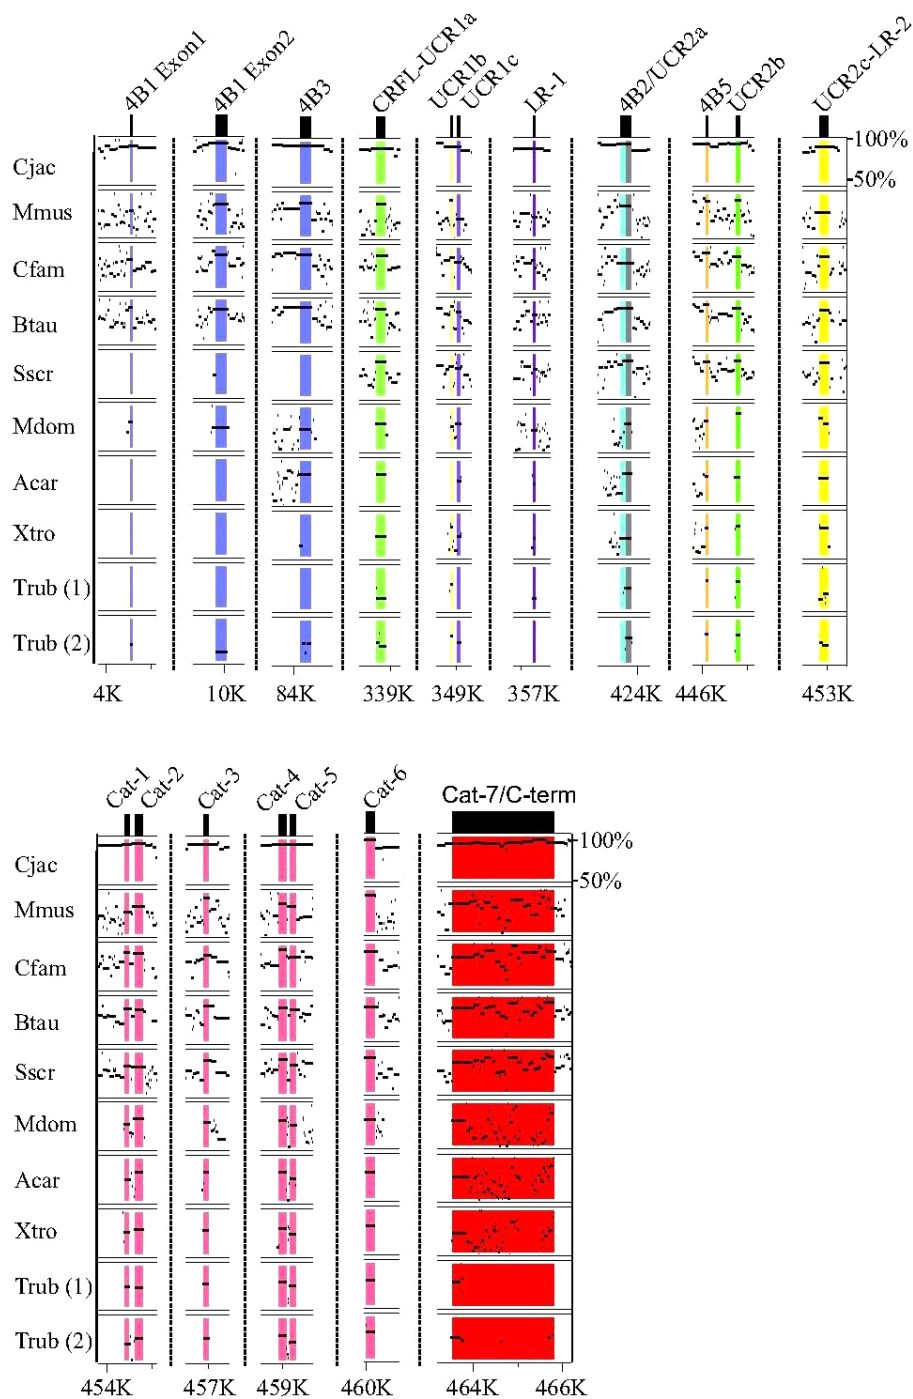 4B1 Exon1 4B1 Exon2 4B3 CRFL-UCR1a UCR1b UCR1c LR-1 4B2/UCR2a 4B5 UCR2b UCR2c-LR-2
100%
Cjac
50%
Mmus
Cfam
Btau
Sscr
Mdom
Acar
Xtro
Trub (1)
Trub (2)
4K 10K 84K 339K 349K 357K 424K 446K 453K
Cat-1 Cat-2 Cat-3 Cat-4 Cat-5 Cat-6 Cat-7/C-term
100%
Cjac
50%
Mmus
Cfam
Btau
Sscr
Mdom
Acar
Xtro
Trub (1)
Trub (2)
454K 457K 459K 460K 464K 466K